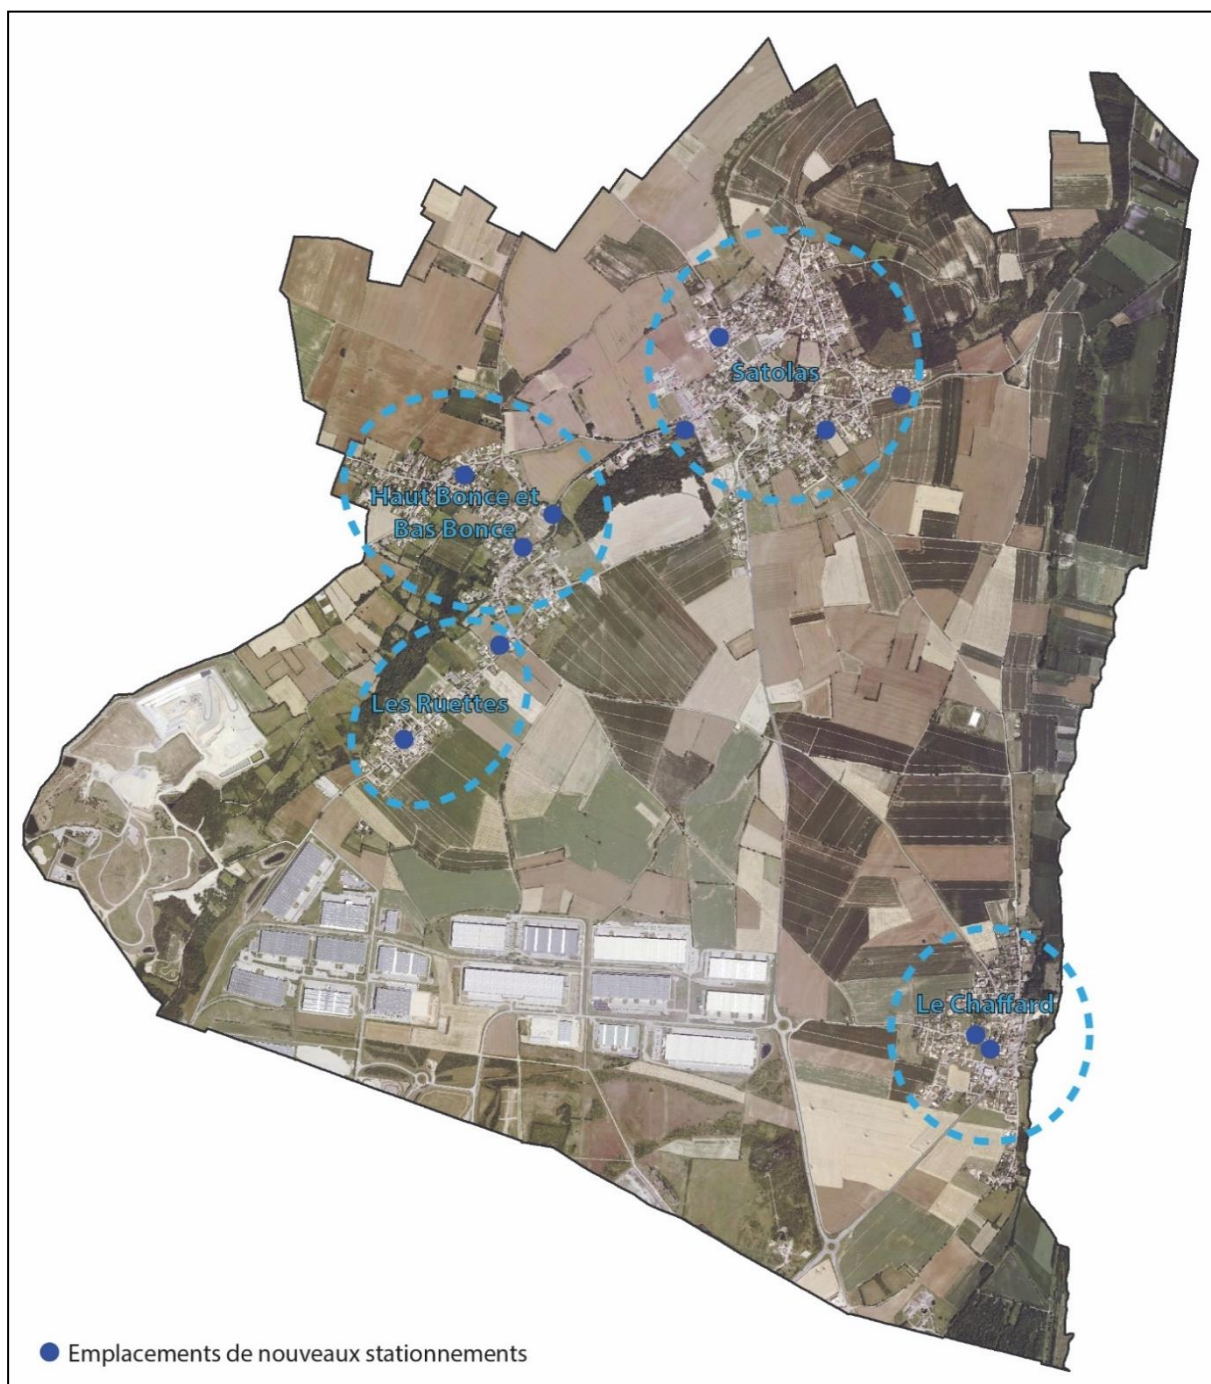 Satolas
Haut Bonce et
Bas Bonce
Les Ruettes
Le Chaffard
Emplacements de nouveaux stationnements